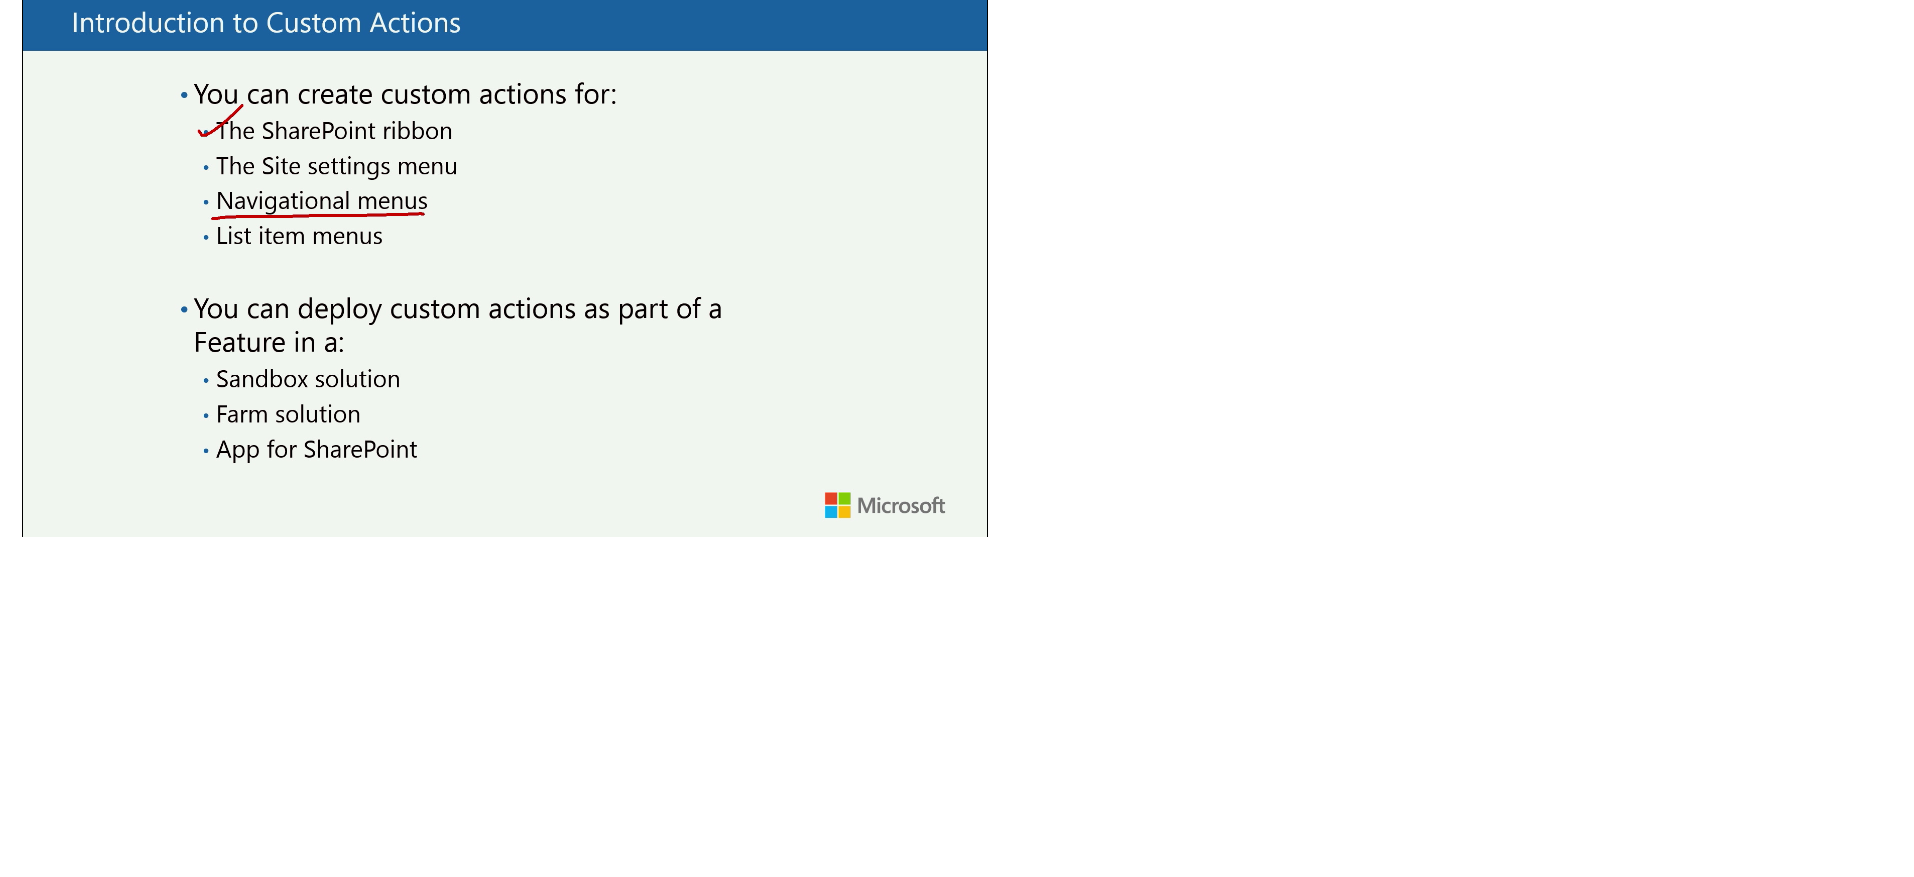 Introduction to Custom Actions
• You can create custom actions for:
• The SharePoint ribbon
• The Site settings menu
• Navigational menus
• List item menus
• You can deploy custom actions as part of a
Feature in a:
• Sandbox solution
• Farm solution
• App for SharePoint
Microsoft